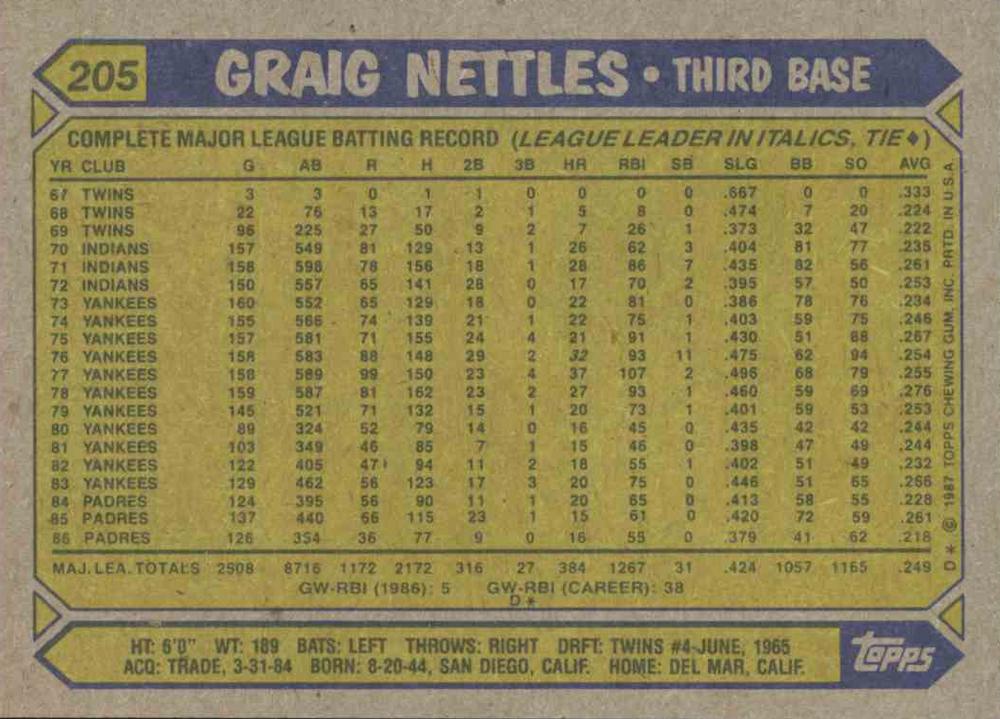 205 GRAIG NETTLES • THIRD BASE
COMPLETE MAJOR LEAGUE BATTING RECORD (LEAGUE LEADER IN ITALICS, TIE ♦)
YR CLUB G AB R H 2B 3B HR RBI SB SLG BB SO AVG
67 TWINS 3 3 0 1 1 0 0 0 0 .667 0 0 .333
68 TWINS 22 76 13 17 2 1 5 8 0 .474 7 20 .224
69 TWINS 96 225 27 50 9 2 7 26 1 .373 32 47 .222
70 INDIANS 157 549 81 129 13 1 26 62 3 .404 81 77 .235
71 INDIANS 158 598 78 156 18 1 28 86 7 .435 82 56 .261
72 INDIANS 150 557 65 141 28 0 17 70 2 .395 57 50 .253
73 YANKEES 160 552 65 129 18 0 22 81 0 .386 78 76 .234
74 YANKEES 155 566 74 139 21 1 22 75 1 .403 59 75 .246
75 YANKEES 157 581 71 155 24 4 21 91 1 .430 51 88 .267
76 YANKEES 158 583 88 148 29 2 32 93 11 .475 62 94 .254
77 YANKEES 158 589 99 150 23 4 37 107 2 .496 68 79 .255
78 YANKEES 159 587 81 162 23 2 27 93 1 .460 59 69 .276
79 YANKEES 145 521 71 132 15 1 20 73 1 .401 59 53 .253
80 YANKEES 89 324 52 79 14 0 16 45 0 .435 42 42 .244
81 YANKEES 103 349 46 85 7 1 15 46 0 .398 47 49 .244
82 YANKEES 122 405 47 94 11 2 18 55 1 .402 51 49 .232
83 YANKEES 129 462 56 123 17 3 20 75 0 .446 51 65 .266
84 PADRES 124 395 56 90 11 1 20 65 0 .413 58 55 .228
85 PADRES 137 440 66 115 23 1 15 61 0 .420 72 59 .261
86 PADRES 126 354 36 77 9 0 16 55 0 .379 41 62 .218
MAJ. LEA. TOTALS 2508 8716 1172 2172 316 27 384 1267 31 .424 1057 1165 .249
GW-RBI (1986): 5 GW-RBI (CAREER): 38
D*
D* © 1987 TOPPS CHEWING GUM, INC. PRTD. IN U.S.A.
HT: 6'0" WT: 189 BATS: LEFT THROWS: RIGHT DRFT: TWINS #4-JUNE, 1965
ACQ: TRADE, 3-31-84 BORN: 8-20-44, SAN DIEGO, CALIF. HOME: DEL MAR, CALIF.
Topps